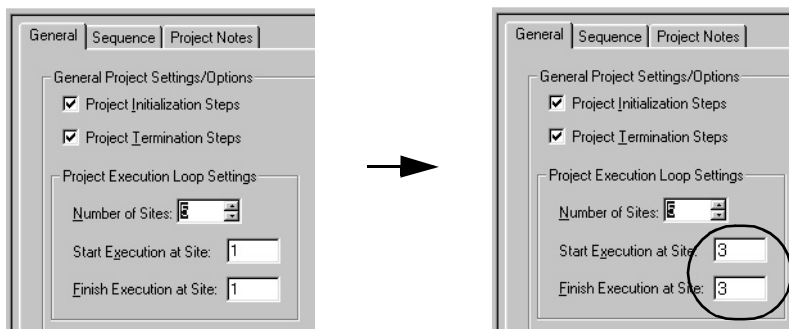 General Sequence Project Notes
General Project Settings/Options
Project Initialization Steps
Project Termination Steps
Project Execution Loop Settings
Number of Sites: 5
Start Execution at Site: 1
Finish Execution at Site: 1
General Sequence Project Notes
General Project Settings/Options
Project Initialization Steps
Project Termination Steps
Project Execution Loop Settings
Number of Sites: 5
Start Execution at Site: 3
Finish Execution at Site: 3